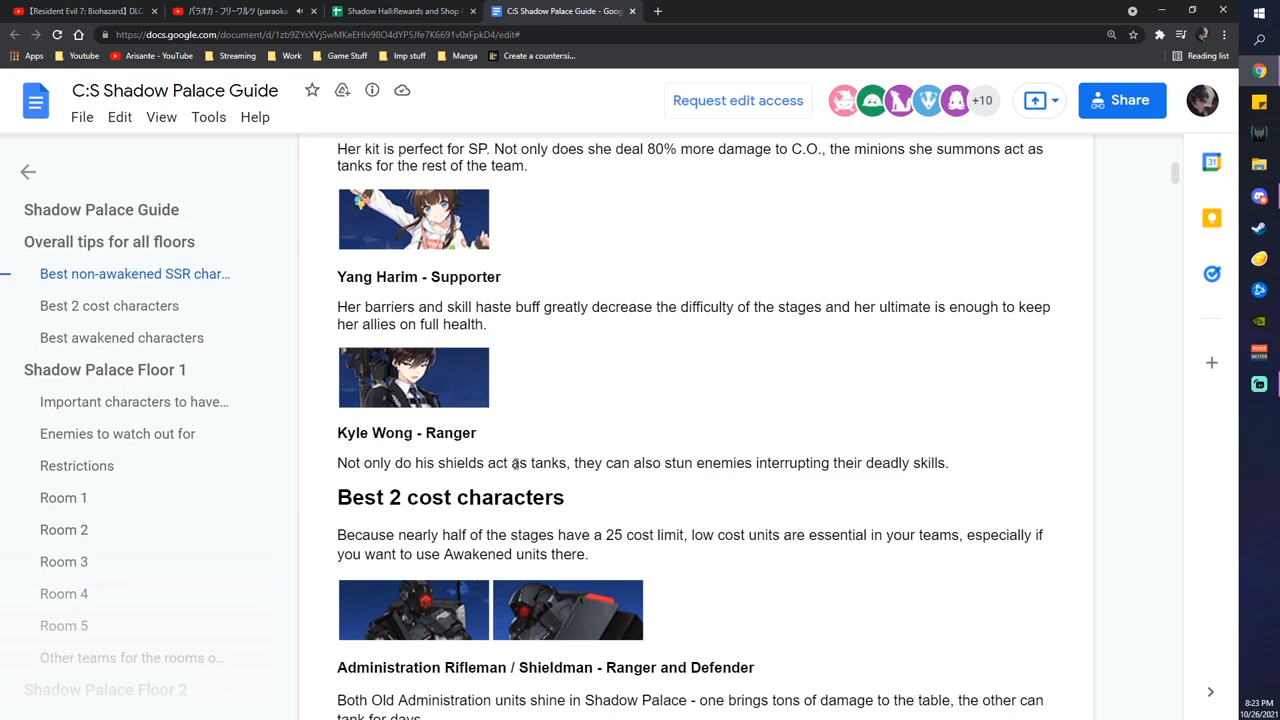 【Resident Evil 7: Biohazard】DLC
パラオカ - フリーワルツ (paraoka
Shadow Hall:Rewards and Shop
C:S Shadow Palace Guide - Goog
https://docs.google.com/document/d/1zb9ZYsXVjSwMKeEHIv98O4dYP5Jfe7K6691v0xFpkD4/edit#
Apps
Youtube
Arisante - YouTube
Streaming
Work
Game Stuff
Imp stuff
Manga
Create a counter:si...
Reading list
C:S Shadow Palace Guide
File Edit View Tools Help
Request edit access
+10
Share
Shadow Palace Guide
Overall tips for all floors
Best non-awakened SSR char...
Best 2 cost characters
Best awakened characters
Shadow Palace Floor 1
Important characters to have...
Enemies to watch out for
Restrictions
Room 1
Room 2
Room 3
Room 4
Room 5
Other teams for the rooms o...
Shadow Palace Floor 2
Her kit is perfect for SP. Not only does she deal 80% more damage to C.O., the minions she summons act as
tanks for the rest of the team.
Yang Harim - Supporter
Her barriers and skill haste buff greatly decrease the difficulty of the stages and her ultimate is enough to keep
her allies on full health.
Kyle Wong - Ranger
Not only do his shields act as tanks, they can also stun enemies interrupting their deadly skills.
Best 2 cost characters
Because nearly half of the stages have a 25 cost limit, low cost units are essential in your teams, especially if
you want to use Awakened units there.
Administration Rifleman / Shieldman - Ranger and Defender
Both Old Administration units shine in Shadow Palace - one brings tons of damage to the table, the other can
tank for days.
31
8:23 PM
10/26/2021